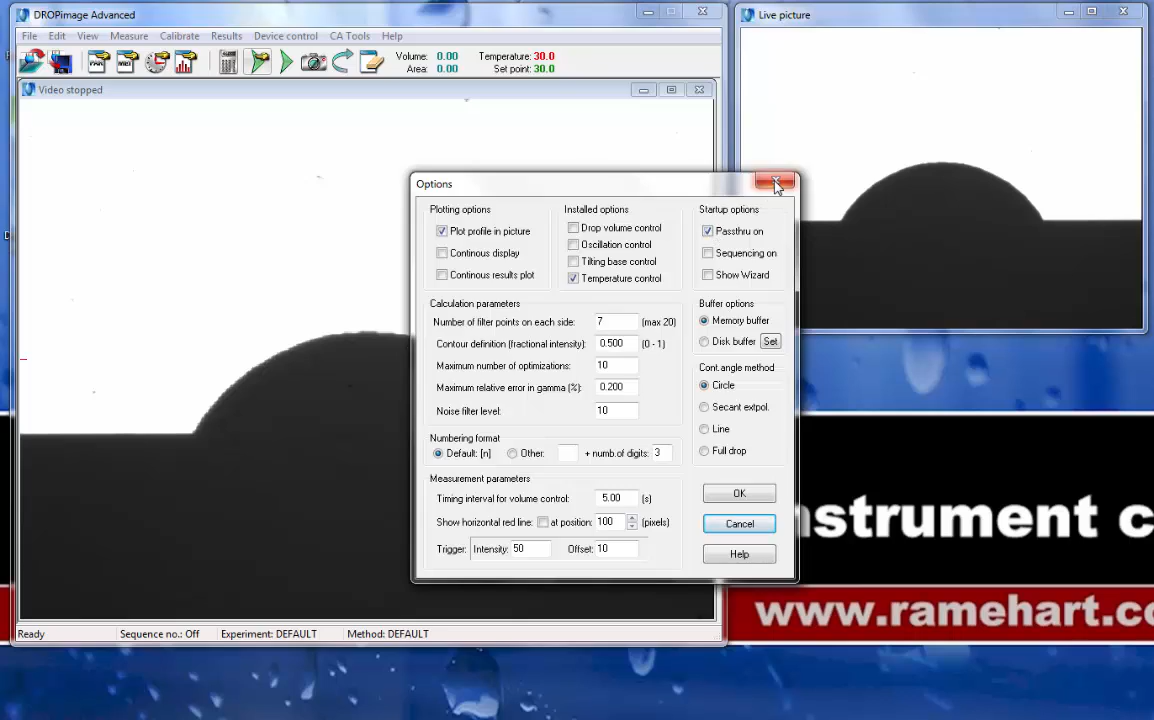 DROPimage Advanced
File Edit View Measure Calibrate Results Device control CA Tools Help
Volume: 0.00 Temperature: 30.0
Area: 0.00 Set point: 30.0
Video stopped
Live picture
Options
Plotting options
Plot profile in picture
Continous display
Continous results plot
Installed options
Drop volume control
Oscillation control
Tilting base control
Temperature control
Startup options
Passthru on
Sequencing on
Show Wizard
Calculation parameters
Number of filter points on each side: 7 (max 20)
Contour definition (fractional intensity): 0.500 (0 - 1)
Maximum number of optimizations: 10
Maximum relative error in gamma (%): 0.200
Noise filter level: 10
Buffer options
Memory buffer
Disk buffer Set
Cont.angle method
Circle
Secant extpol.
Line
Full drop
Numbering format
Default: [n] Other: + numb.of digits: 3
Measurement parameters
Timing interval for volume control: 5.00 (s)
Show horizontal red line: at position: 100 (pixels)
Trigger: Intensity: 50 Offset: 10
OK
Cancel
Help
nstrument c
www.ramehart.co
Ready Sequence no.: Off Experiment: DEFAULT Method: DEFAULT